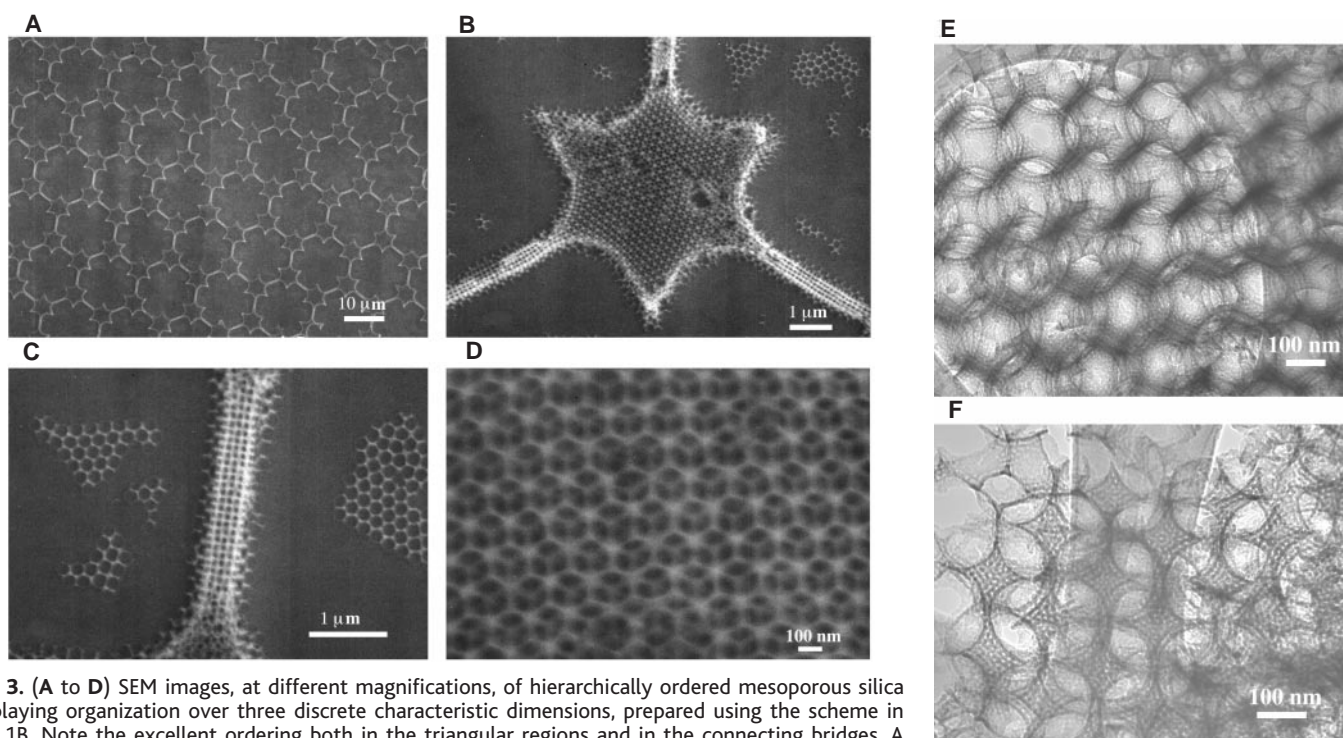 A
B
E
10 μm
1 μm
100 nm
C
D
F
1 μm
100 nm
100 nm
3. (A to D) SEM images, at different magnifications, of hierarchically ordered mesoporous silica
playing organization over three discrete characteristic dimensions, prepared using the scheme in
1B. Note the excellent ordering both in the triangular regions and in the connecting bridges. A